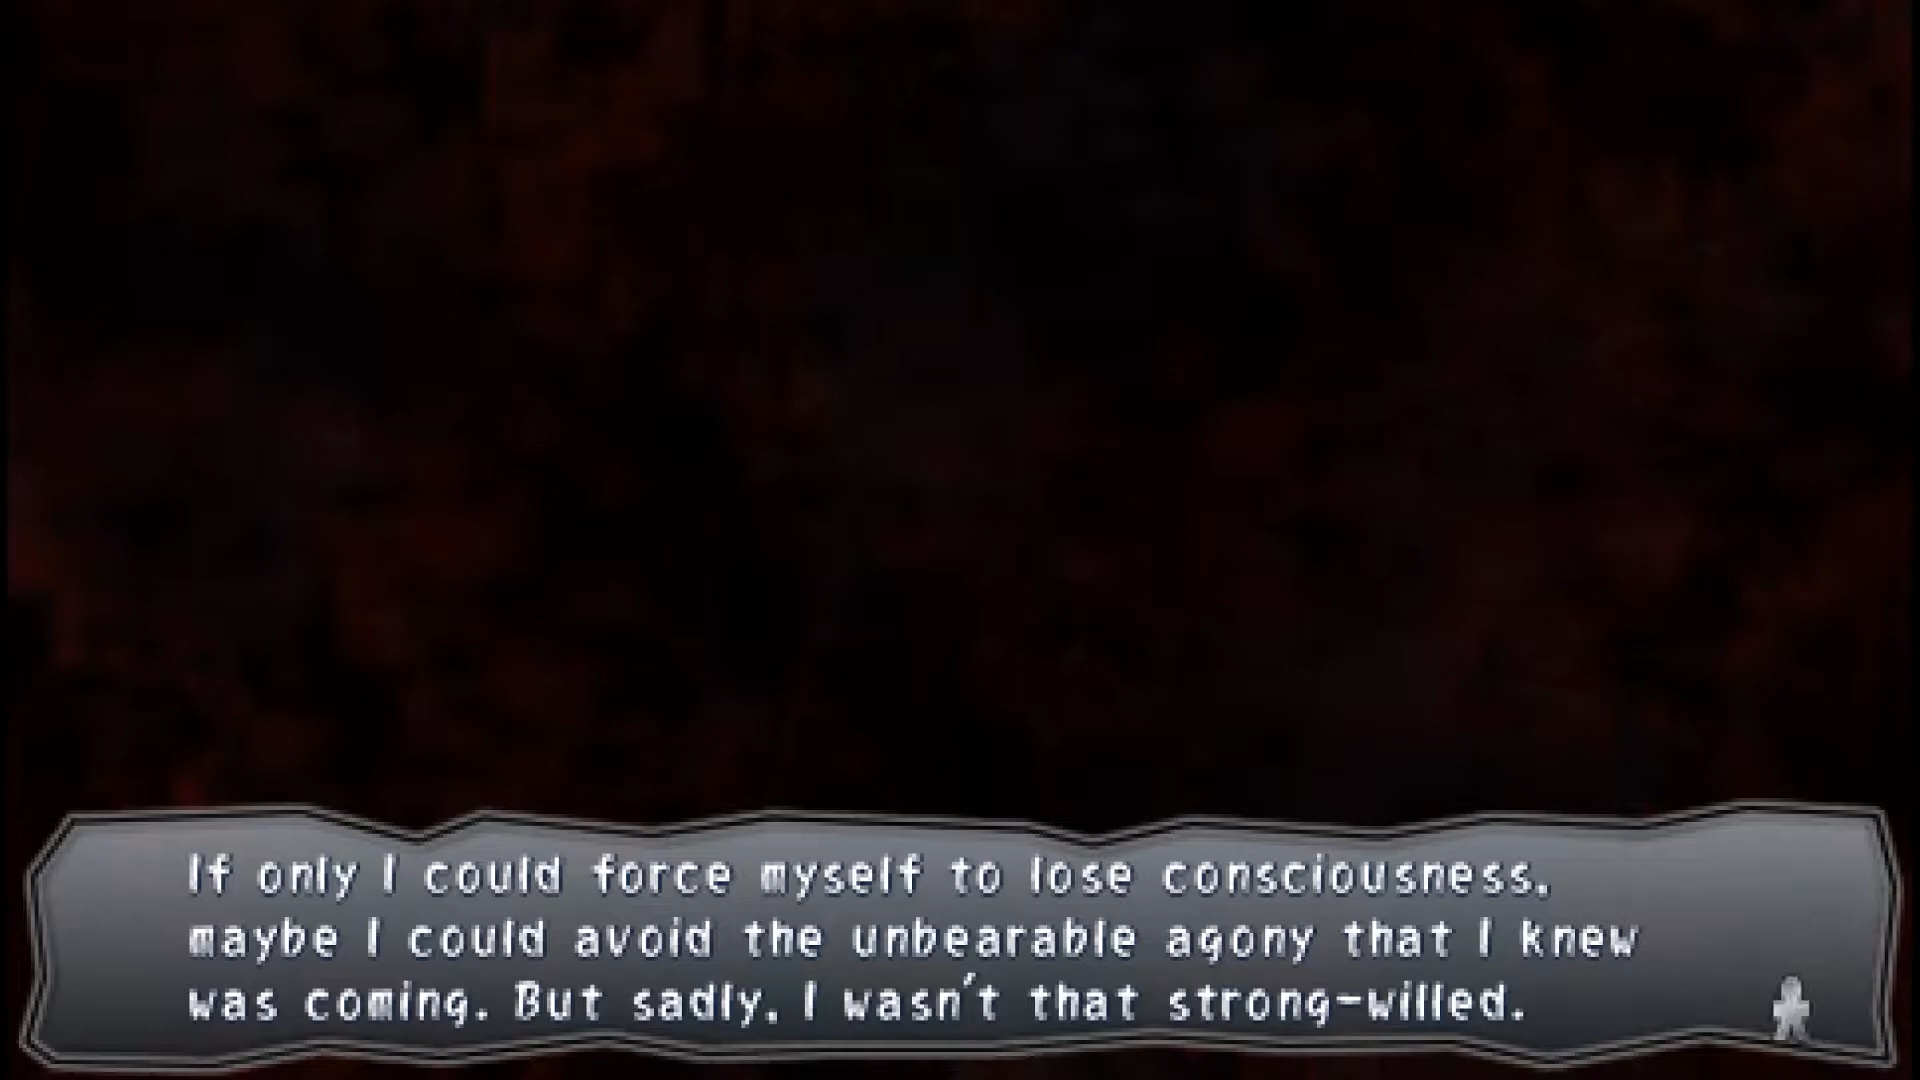 If only I could force myself to lose consciousness,
maybe I could avoid the unbearable agony that I knew
was coming. But sadly, I wasn't that strong-willed.